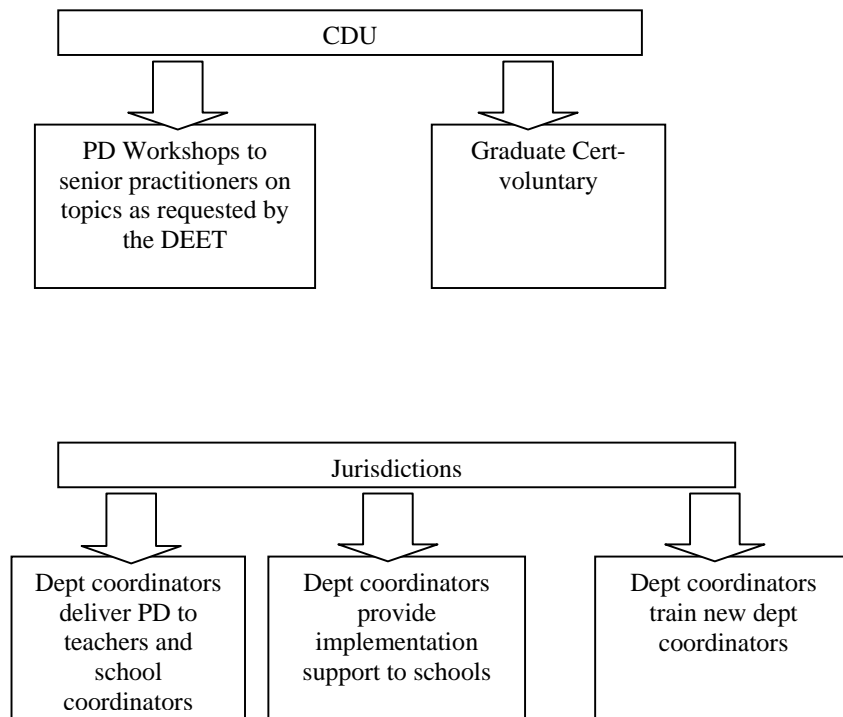 CDU
PD Workshops to
senior practitioners on
topics as requested by
the DEET
Graduate Cert-
voluntary
Jurisdictions
Dept coordinators
deliver PD to
teachers and
school
coordinators
Dept coordinators
provide
implementation
support to schools
Dept coordinators
train new dept
coordinators